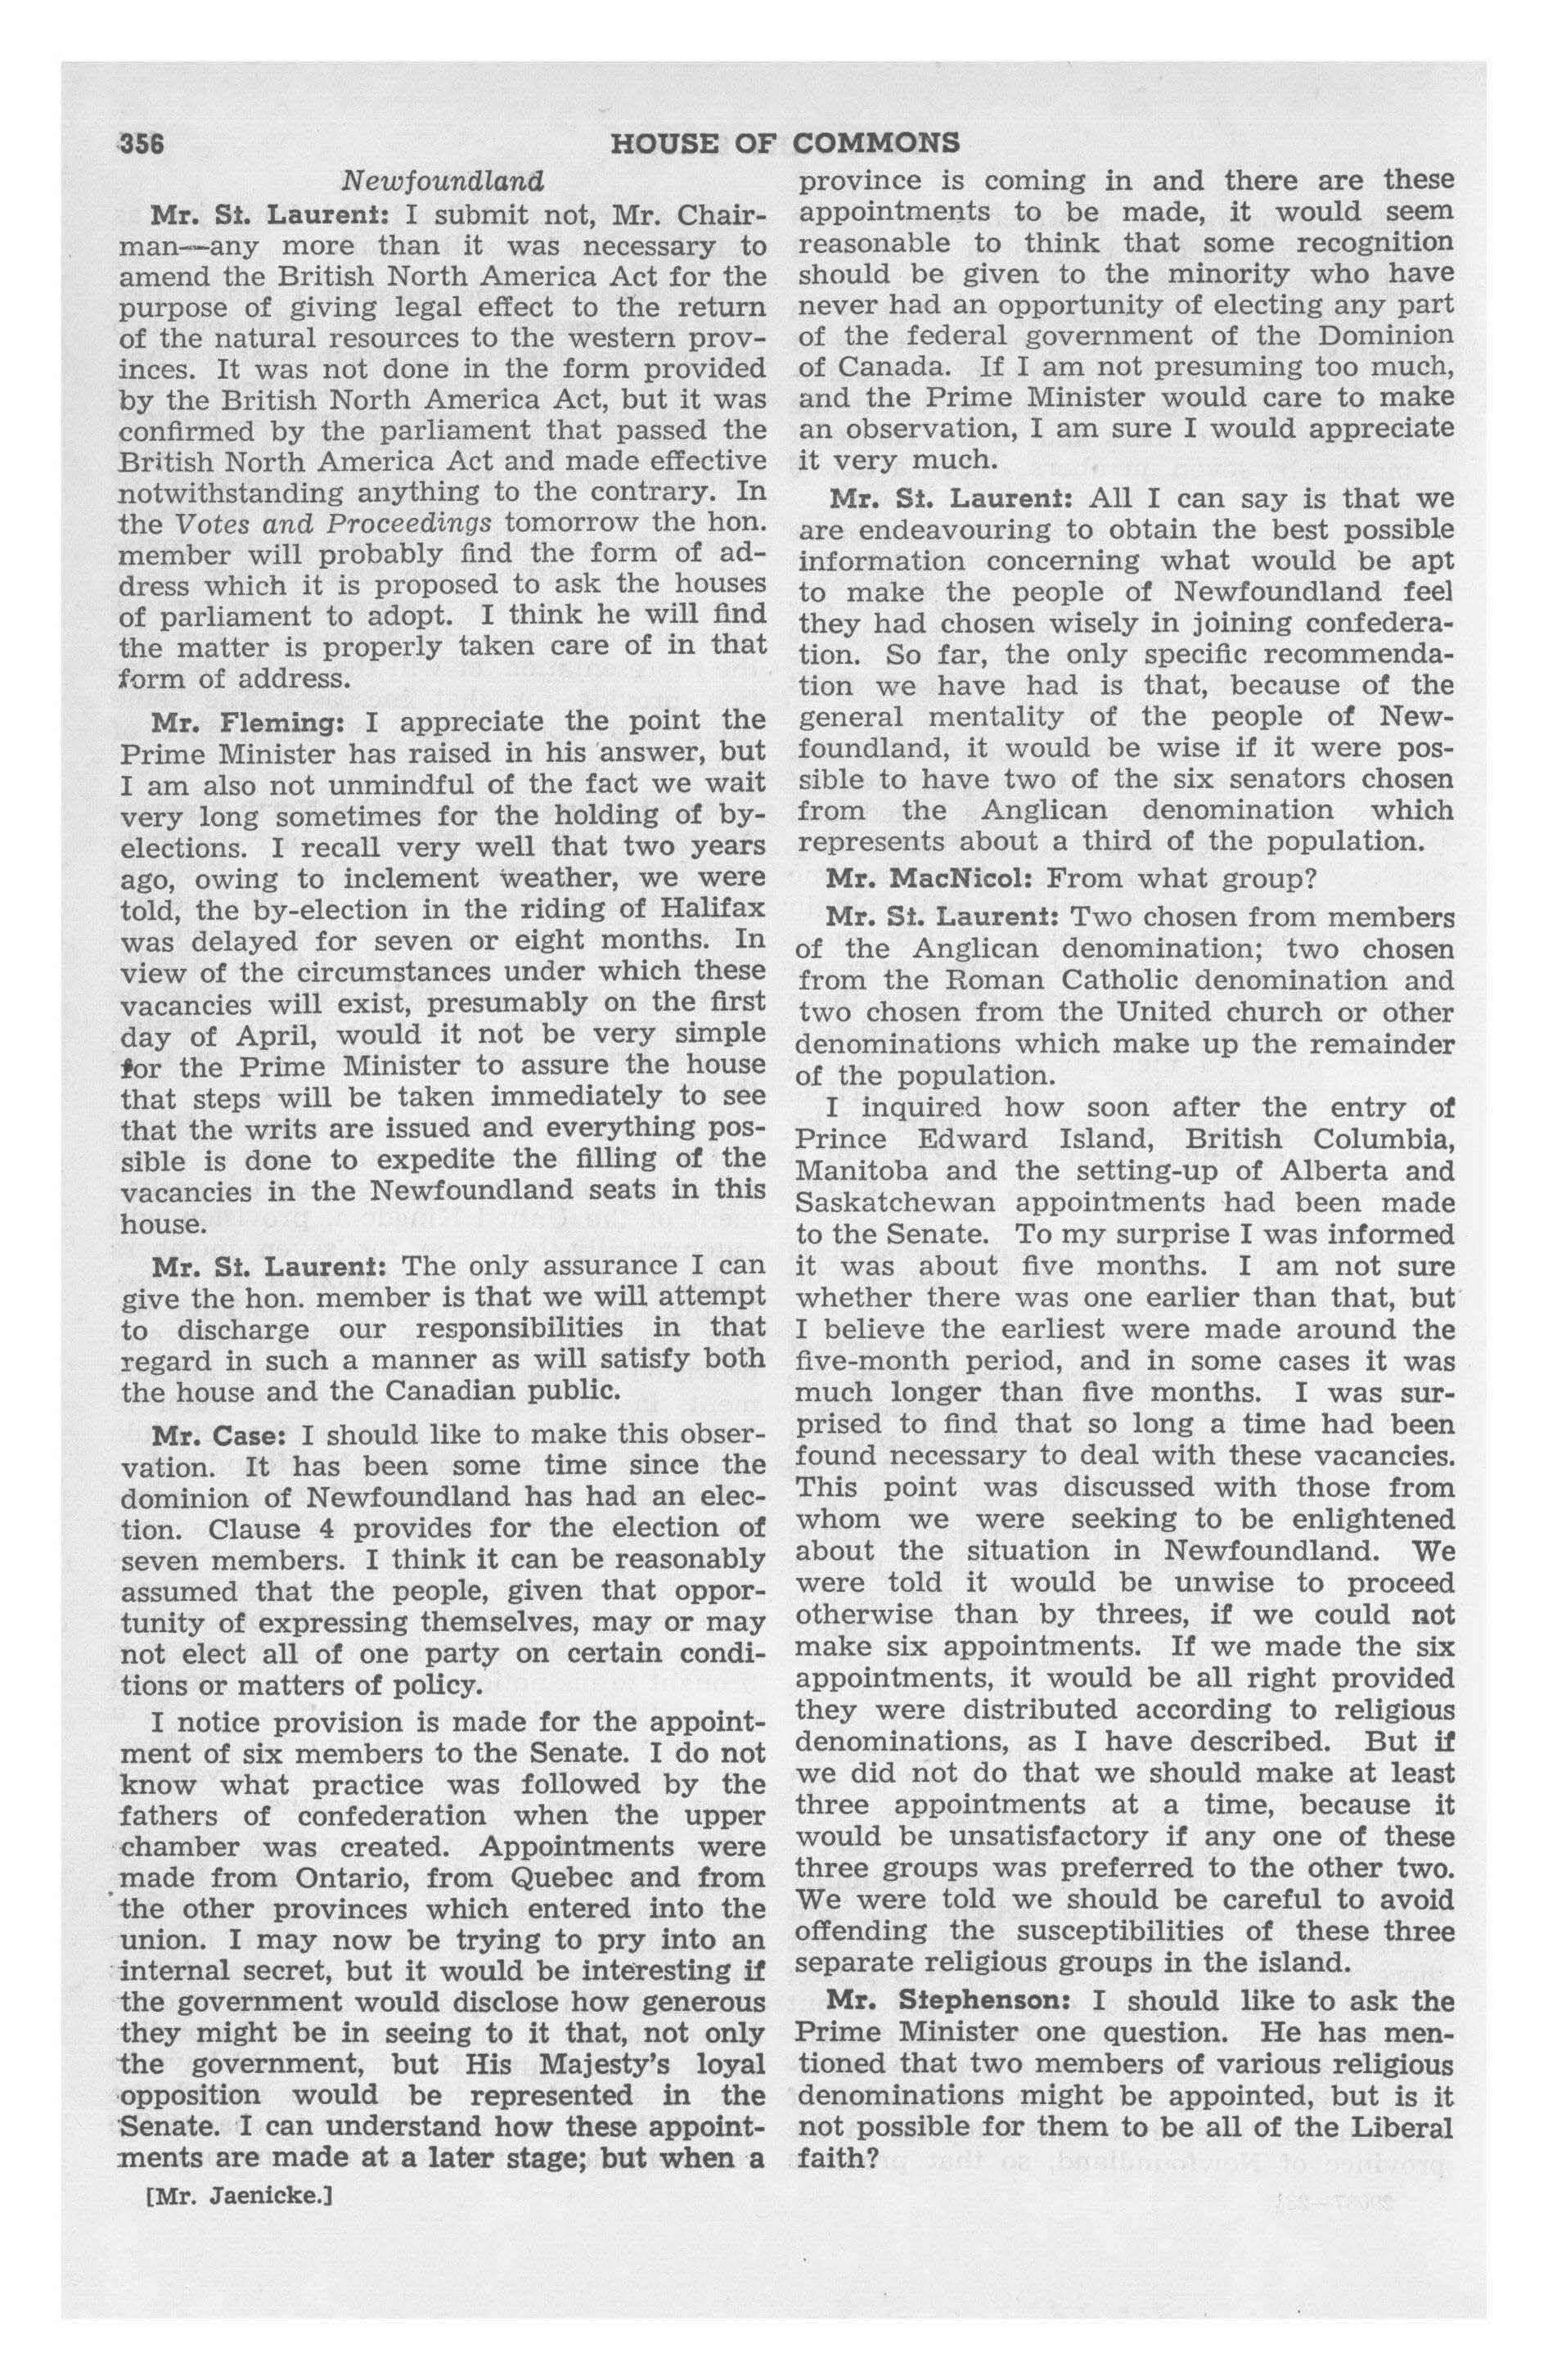 356
HOUSE OF COMMONS
Newfoundland
Mr. St. Laurent: I submit not, Mr. Chair-
man—any more than it was necessary to
amend the British North America Act for the
purpose of giving legal effect to the return
of the natural resources to the western prov-
inces. It was not done in the form provided
by the British North America Act, but it was
confirmed by the parliament that passed the
British North America Act and made effective
notwithstanding anything to the contrary. In
the Votes and Proceedings tomorrow the hon.
member will probably find the form of ad-
dress which it is proposed to ask the houses
of parliament to adopt. I think he will find
the matter is properly taken care of in that
form of address.
Mr. Fleming: I appreciate the point the
Prime Minister has raised in his answer, but
I am also not unmindful of the fact we wait
very long sometimes for the holding of by-
elections. I recall very well that two years
ago, owing to inclement weather, we were
told, the by-election in the riding of Halifax
was delayed for seven or eight months. In
view of the circumstances under which these
vacancies will exist, presumably on the first
day of April, would it not be very simple
for the Prime Minister to assure the house
that steps will be taken immediately to see
that the writs are issued and everything pos-
sible is done to expedite the filling of the
vacancies in the Newfoundland seats in this
house.
Mr. St. Laurent: The only assurance I can
give the hon. member is that we will attempt
to discharge our responsibilities in that
regard in such a manner as will satisfy both
the house and the Canadian public.
Mr. Case: I should like to make this obser-
vation. It has been some time since the
dominion of Newfoundland has had an elec-
tion. Clause 4 provides for the election of
seven members. I think it can be reasonably
assumed that the people, given that oppor-
tunity of expressing themselves, may or may
not elect all of one party on certain condi-
tions or matters of policy.
I notice provision is made for the appoint-
ment of six members to the Senate. I do not
know what practice was followed by the
fathers of confederation when the upper
chamber was created. Appointments were
made from Ontario, from Quebec and from
the other provinces which entered into the
union. I may now be trying to pry into an
internal secret, but it would be interesting if
the government would disclose how generous
they might be in seeing to it that, not only
the government, but His Majesty's loyal
opposition would be represented in the
Senate. I can understand how these appoint-
ments are made at a later stage; but when a
[Mr. Jaenicke.]
province is coming in and there are these
appointments to be made, it would seem
reasonable to think that some recognition
should be given to the minority who have
never had an opportunity of electing any part
of the federal government of the Dominion
of Canada. If I am not presuming too much,
and the Prime Minister would care to make
an observation, I am sure I would appreciate
it very much.
Mr. St. Laurent: All I can say is that we
are endeavouring to obtain the best possible
information concerning what would be apt
to make the people of Newfoundland feel
they had chosen wisely in joining confedera-
tion. So far, the only specific recommenda-
tion we have had is that, because of the
general mentality of the people of New-
foundland, it would be wise if it were pos-
sible to have two of the six senators chosen
from the Anglican denomination which
represents about a third of the population.
Mr. MacNicol: From what group?
Mr. St. Laurent: Two chosen from members
of the Anglican denomination; two chosen
from the Roman Catholic denomination and
two chosen from the United church or other
denominations which make up the remainder
of the population.
I inquired how soon after the entry of
Prince Edward Island, British Columbia,
Manitoba and the setting-up of Alberta and
Saskatchewan appointments had been made
to the Senate. To my surprise I was informed
it was about five months. I am not sure
whether there was one earlier than that, but
I believe the earliest were made around the
five-month period, and in some cases it was
much longer than five months. I was sur-
prised to find that so long a time had been
found necessary to deal with these vacancies.
This point was discussed with those from
whom we were seeking to be enlightened
about the situation in Newfoundland. We
were told it would be unwise to proceed
otherwise than by threes, if we could not
make six appointments. If we made the six
appointments, it would be all right provided
they were distributed according to religious
denominations, as I have described. But if
we did not do that we should make at least
three appointments at a time, because it
would be unsatisfactory if any one of these
three groups was preferred to the other two.
We were told we should be careful to avoid
offending the susceptibilities of these three
separate religious groups in the island.
Mr. Stephenson: I should like to ask the
Prime Minister one question. He has men-
tioned that two members of various religious
denominations might be appointed, but is it
not possible for them to be all of the Liberal
faith?